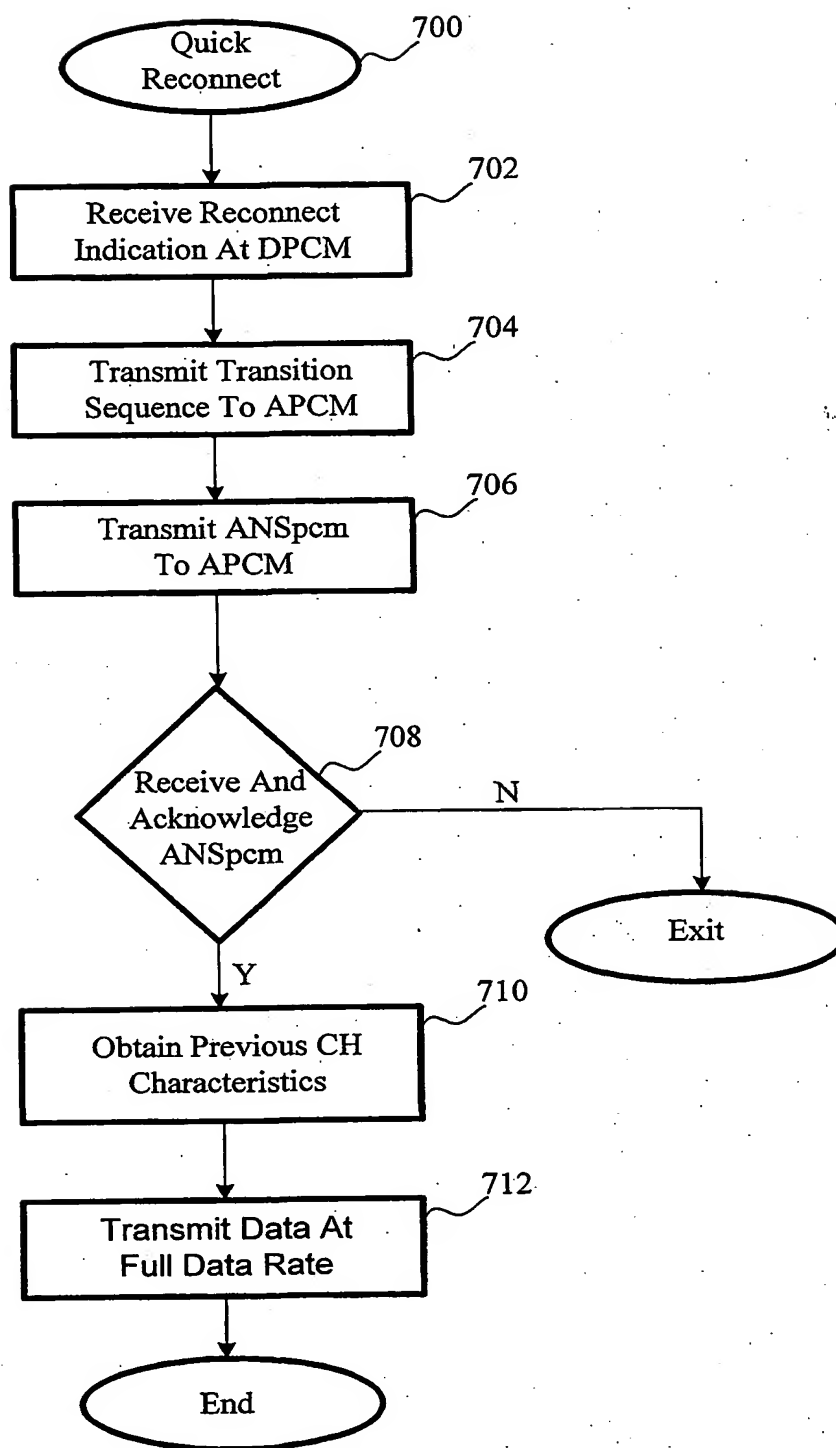 Quick
Reconnect
700
702
Receive Reconnect
Indication At DPCM
704
Transmit Transition
Sequence To APCM
706
Transmit ANSpcm
To APCM
708
Receive And
Acknowledge
ANSpcm
N
Exit
Y
710
Obtain Previous CH
Characteristics
712
Transmit Data At
Full Data Rate
End